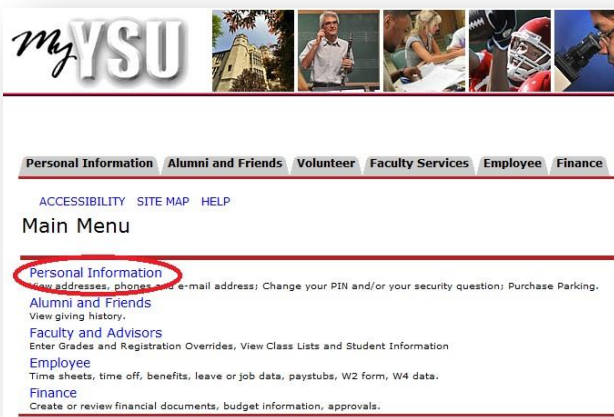 My YSU
Personal Information Alumni and Friends Volunteer Faculty Services Employee Finance
ACCESSIBILITY SITE MAP HELP
Main Menu
Personal Information
View addresses, phones and e-mail address; Change your PIN and/or your security question; Purchase Parking.
Alumni and Friends
View giving history.
Faculty and Advisors
Enter Grades and Registration Overrides, View Class Lists and Student Information
Employee
Time sheets, time off, benefits, leave or job data, paystubs, W2 form, W4 data.
Finance
Create or review financial documents, budget information, approvals.